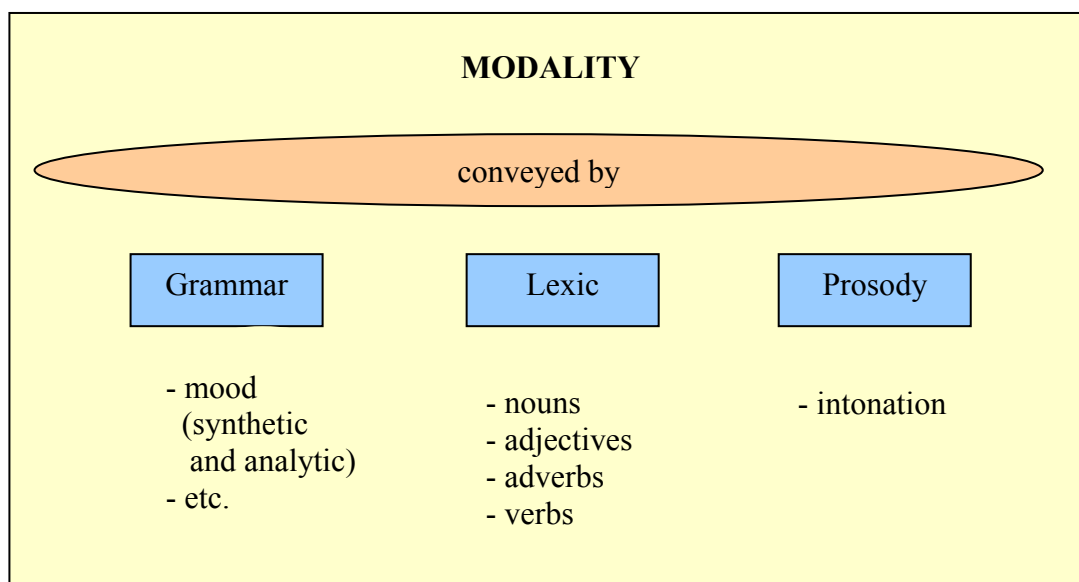 MODALITY
conveyed by
Grammar
Lexic
Prosody
- mood
(synthetic
and analytic)
- etc.
- nouns
- adjectives
- adverbs
- verbs
- intonation